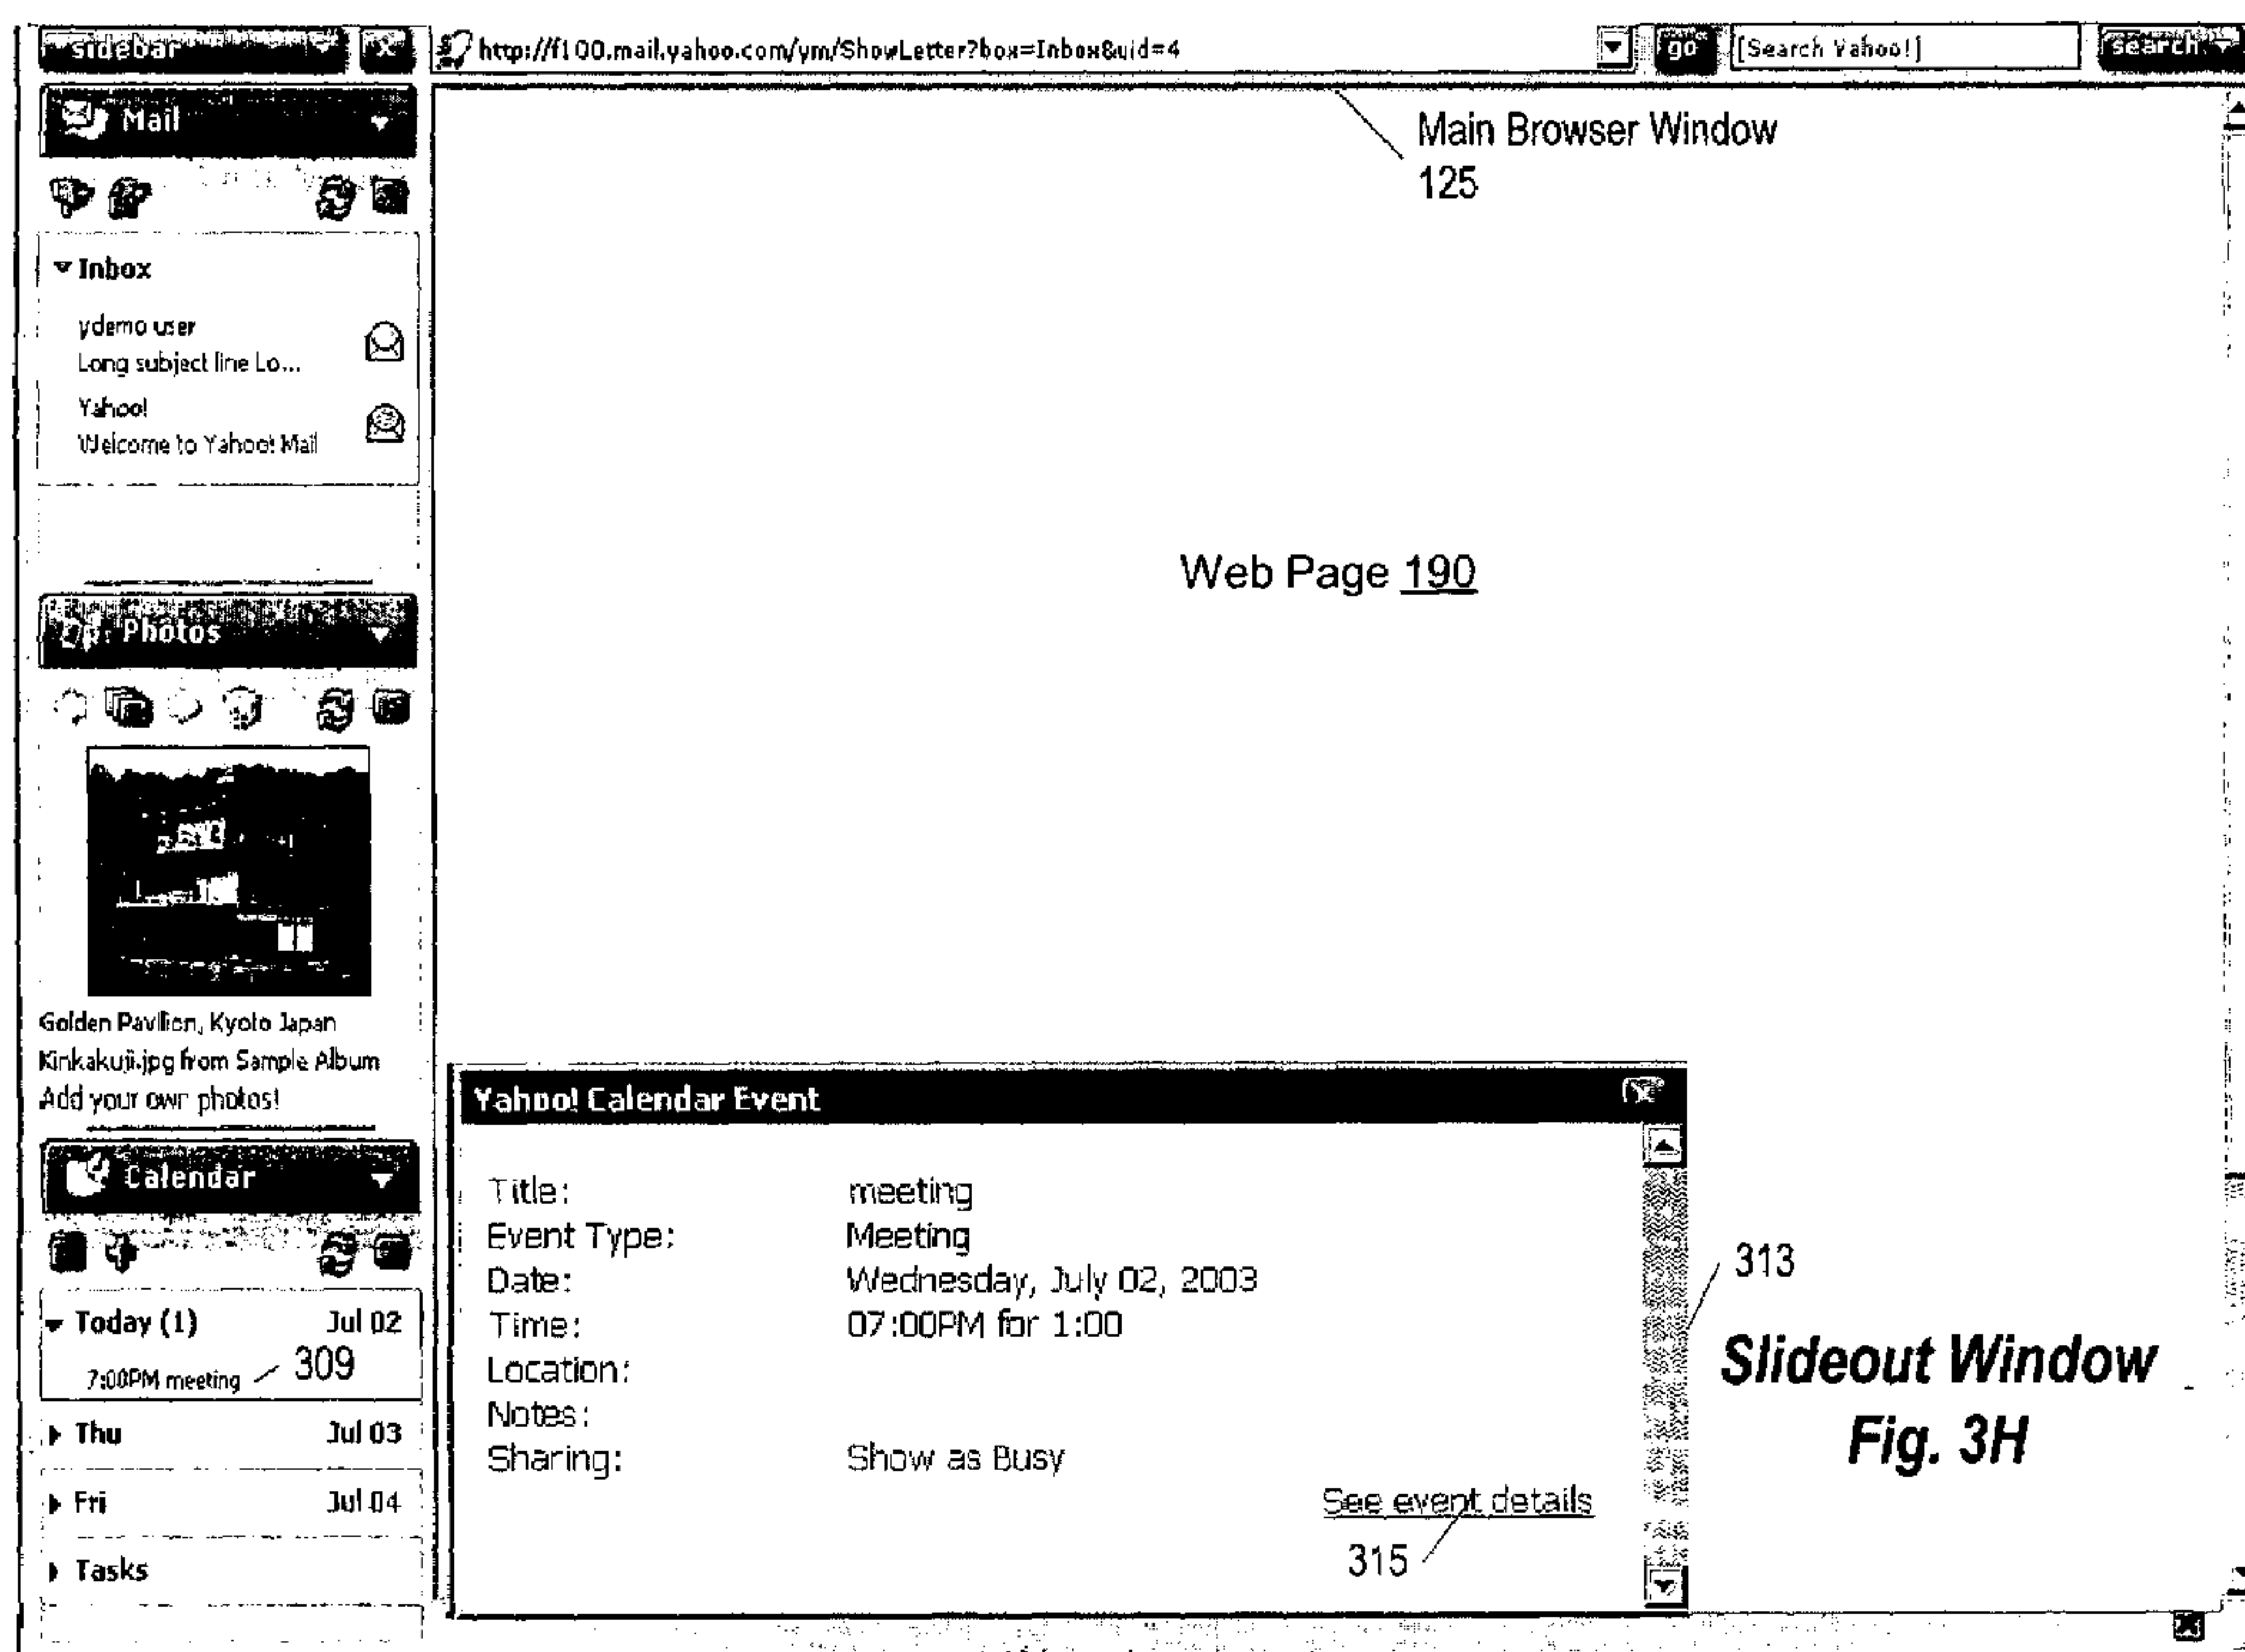 sidebar
http://f100.mail.yahoo.com/ym/ShowLetter?box=Inbox&uid=4
go
[Search Yahoo!]
search
Mail
Main Browser Window
125
Inbox
ydemo user
Long subject line Lo...
Yahoo!
Welcome to Yahoo! Mail
Web Page 190
Photos
Golden Pavilion, Kyoto Japan
Kinkakuji.jpg from Sample Album
Add your own photos!
Calendar
Today (1) Jul 02
7:00PM meeting 309
Thu Jul 03
Fri Jul 04
Tasks
Yahoo! Calendar Event
Title: meeting
Event Type: Meeting
Date: Wednesday, July 02, 2003
Time: 07:00PM for 1:00
Location:
Notes:
Sharing: Show as Busy
See event details
315
313
Slideout Window
Fig. 3H